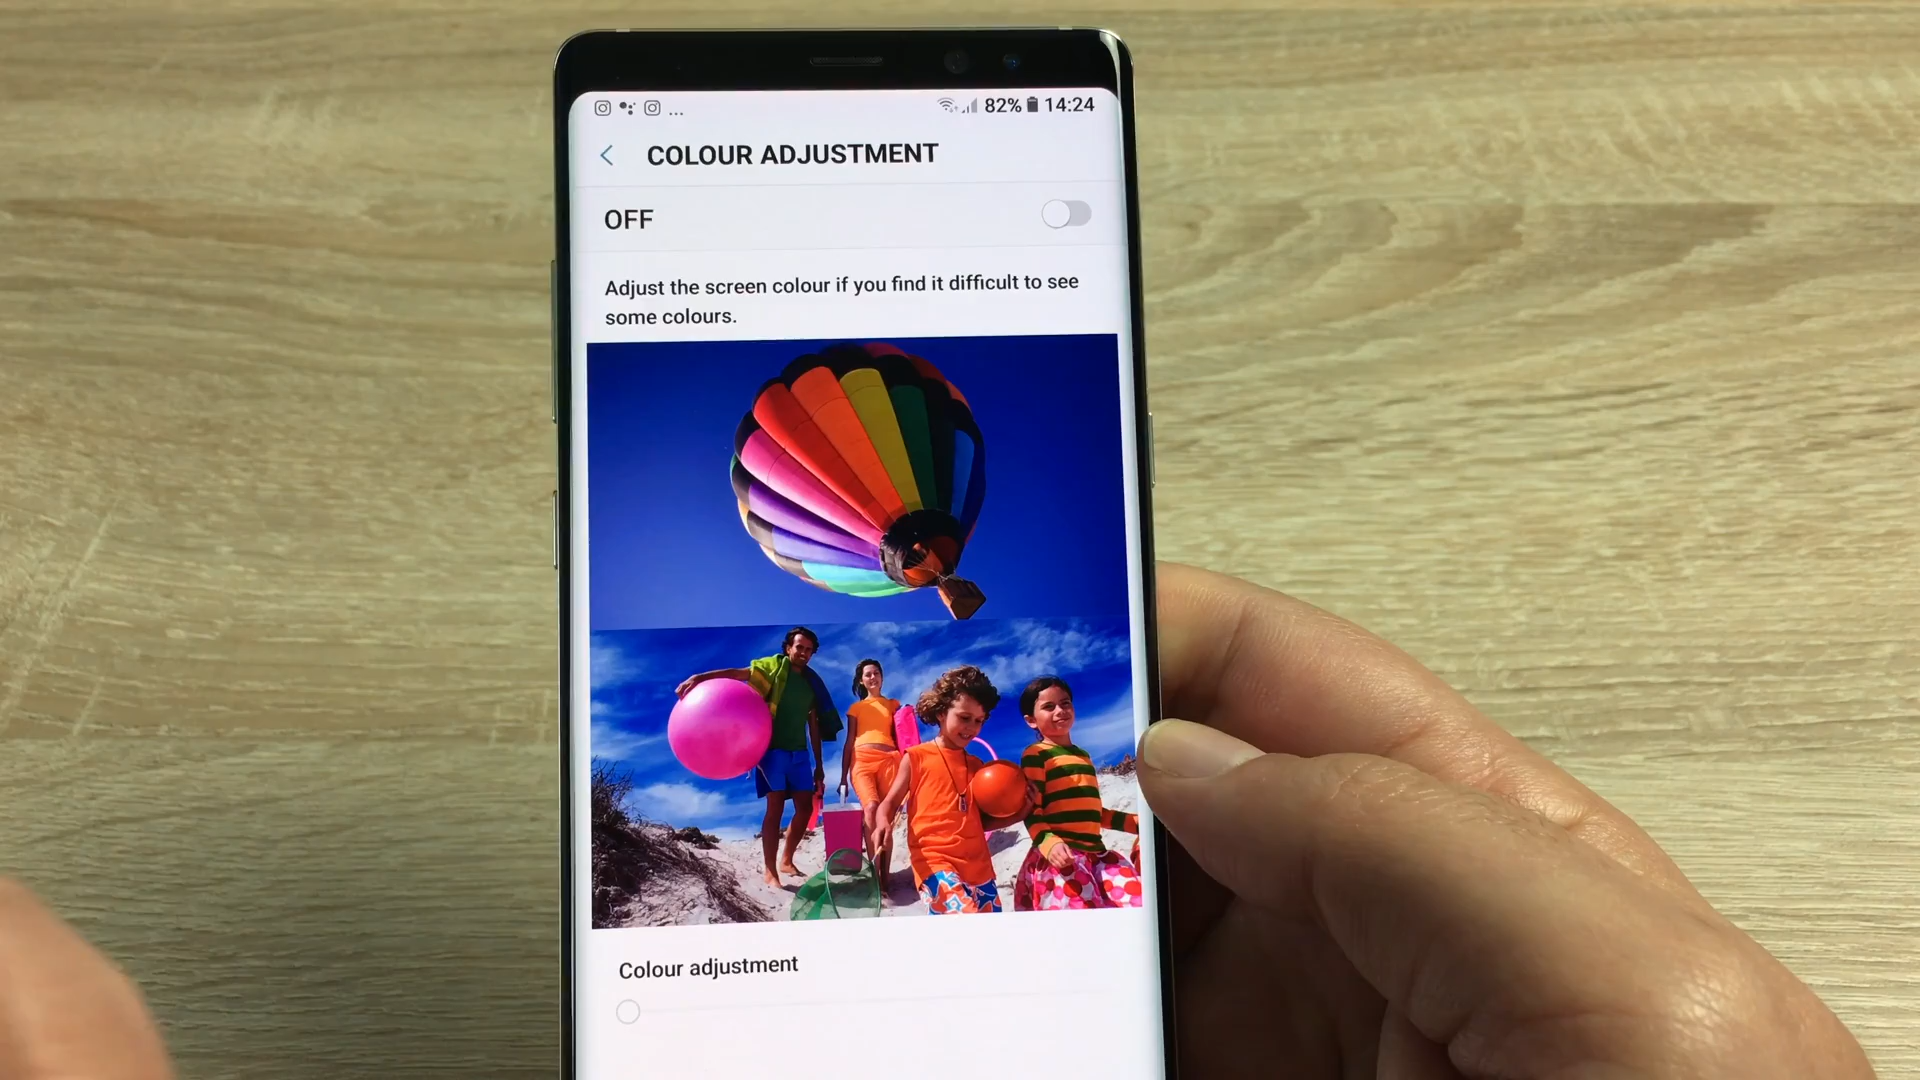 ... 82% 14:24
COLOUR ADJUSTMENT
OFF
Adjust the screen colour if you find it difficult to see
some colours.
Colour adjustment